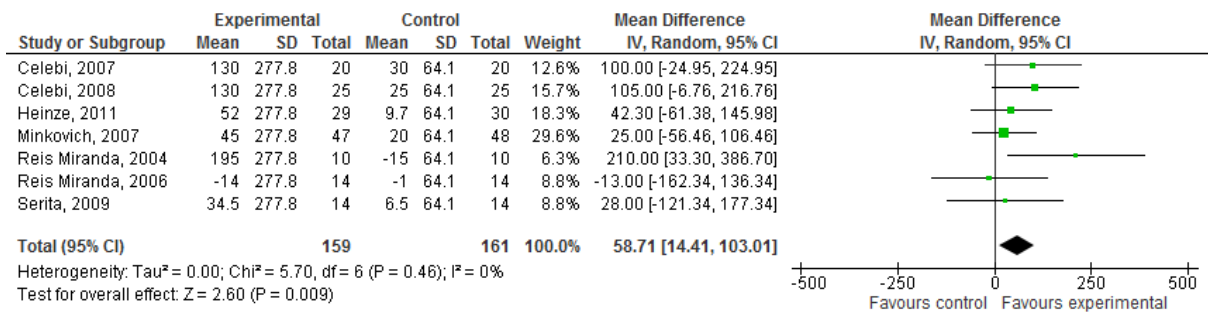 Experimental Control Mean Difference Mean Difference
Study or Subgroup Mean SD Total Mean SD Total Weight IV, Random, 95% CI IV, Random, 95% CI
Celebi, 2007 130 277.8 20 30 64.1 20 12.6% 100.00 [-24.95, 224.95]
Celebi, 2008 130 277.8 25 25 64.1 25 15.7% 105.00 [-6.76, 216.76]
Heinze, 2011 52 277.8 29 9.7 64.1 30 18.3% 42.30 [-61.38, 145.98]
Minkovich, 2007 45 277.8 47 20 64.1 48 29.6% 25.00 [-56.46, 106.46]
Reis Miranda, 2004 195 277.8 10 -15 64.1 10 6.3% 210.00 [33.30, 386.70]
Reis Miranda, 2006 -14 277.8 14 -1 64.1 14 8.8% -13.00 [-162.34, 136.34]
Serita, 2009 34.5 277.8 14 6.5 64.1 14 8.8% 28.00 [-121.34, 177.34]
Total (95% CI) 159 161 100.0% 58.71 [14.41, 103.01]
Heterogeneity: Tau² = 0.00; Chi² = 5.70, df = 6 (P = 0.46); I² = 0%
Test for overall effect: Z = 2.60 (P = 0.009)
-500 -250 0 250 500
Favours control Favours experimental